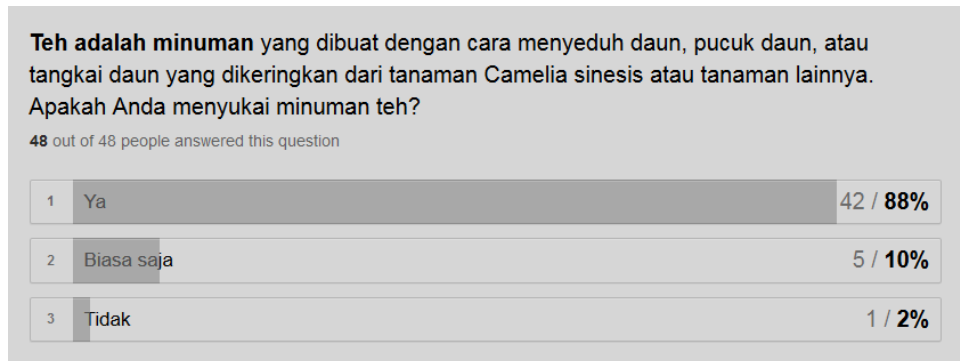 Teh adalah minuman yang dibuat dengan cara menyeduh daun, pucuk daun, atau
tangkai daun yang dikeringkan dari tanaman Camelia sinesis atau tanaman lainnya.
Apakah Anda menyukai minuman teh?
48 out of 48 people answered this question
1 Ya 42 / 88%
2 Biasa saja 5 / 10%
3 Tidak 1 / 2%